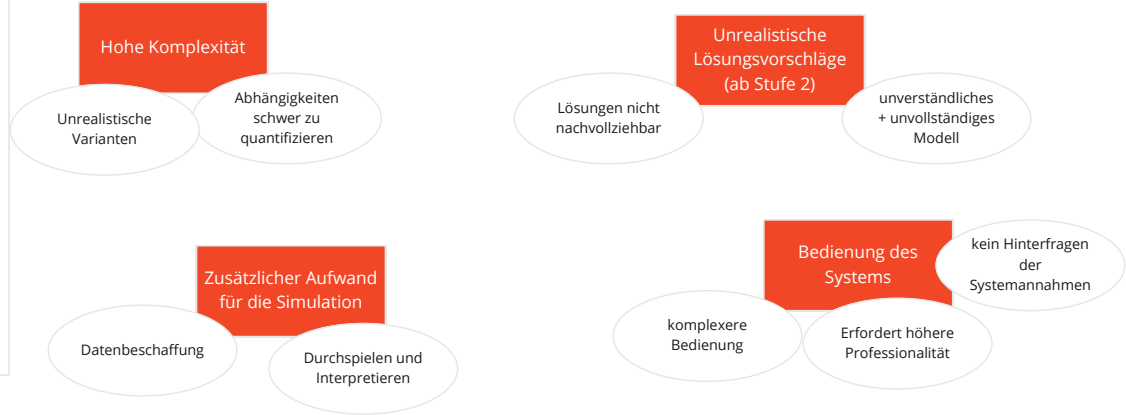 Hohe Komplexität
Unrealistische
Varianten
Abhängigkeiten
schwer zu
quantifizieren
Unrealistische
Lösungsvorschläge
(ab Stufe 2)
Lösungen nicht
nachvollziehbar
unverständliches
+ unvollständiges
Modell
Zusätzlicher Aufwand
für die Simulation
Datenbeschaffung
Durchspielen und
Interpretieren
Bedienung des
Systems
kein Hinterfragen
der
Systemannahmen
komplexere
Bedienung
Erfordert höhere
Professionalität